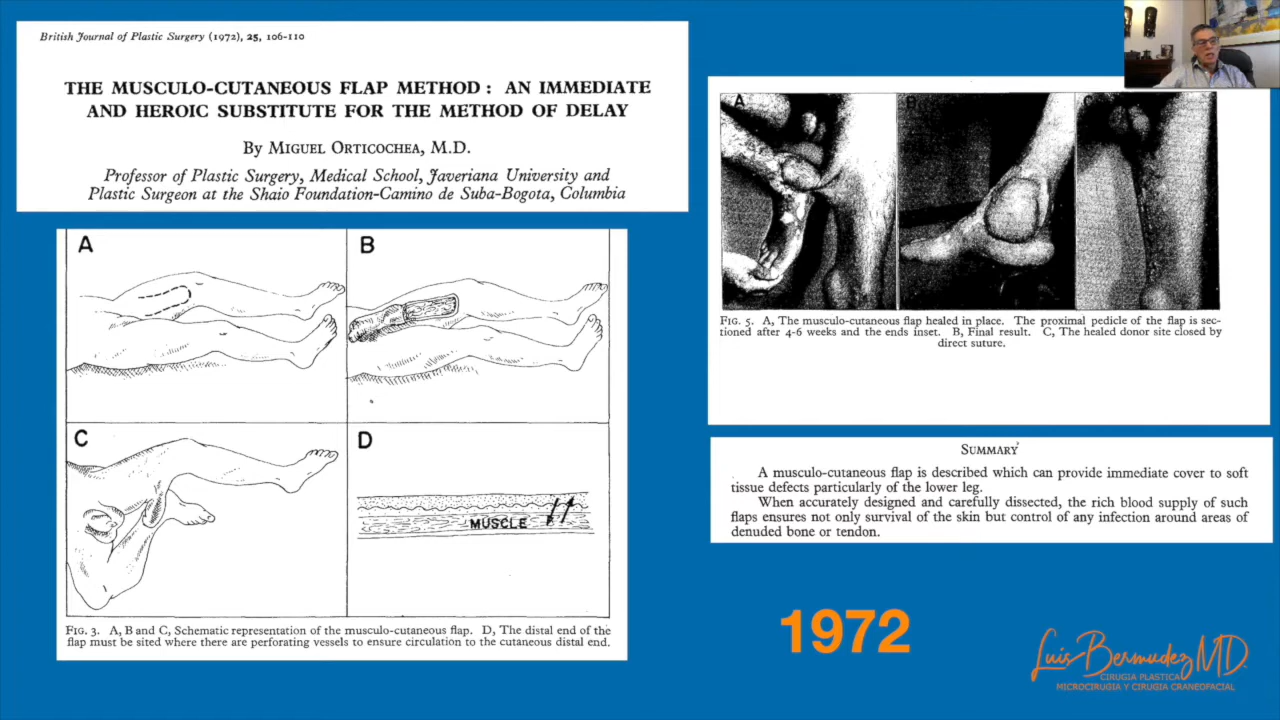 British Journal of Plastic Surgery (1972), 25, 106-110
THE MUSCULO-CUTANEOUS FLAP METHOD : AN IMMEDIATE
AND HEROIC SUBSTITUTE FOR THE METHOD OF DELAY
By MIGUEL ORTICOCHEA, M.D.
Professor of Plastic Surgery, Medical School, Javeriana University and
Plastic Surgeon at the Shaio Foundation-Camino de Suba-Bogota, Columbia
A
B
C
D
MUSCLE
FIG. 3. A, B and C, Schematic representation of the musculo-cutaneous flap. D, The distal end of the
flap must be sited where there are perforating vessels to ensure circulation to the cutaneous distal end.
A
B
C
FIG. 5. A, The musculo-cutaneous flap healed in place. The proximal pedicle of the flap is sec-
tioned after 4-6 weeks and the ends inset. B, Final result. C, The healed donor site closed by
direct suture.
SUMMARY
A musculo-cutaneous flap is described which can provide immediate cover to soft
tissue defects particularly of the lower leg.
When accurately designed and carefully dissected, the rich blood supply of such
flaps ensures not only survival of the skin but control of any infection around areas of
denuded bone or tendon.
1972
Luis Bermudez MD.
CIRUGIA PLASTICA
MICROCIRUGIA Y CIRUGIA CRANEOFACIAL